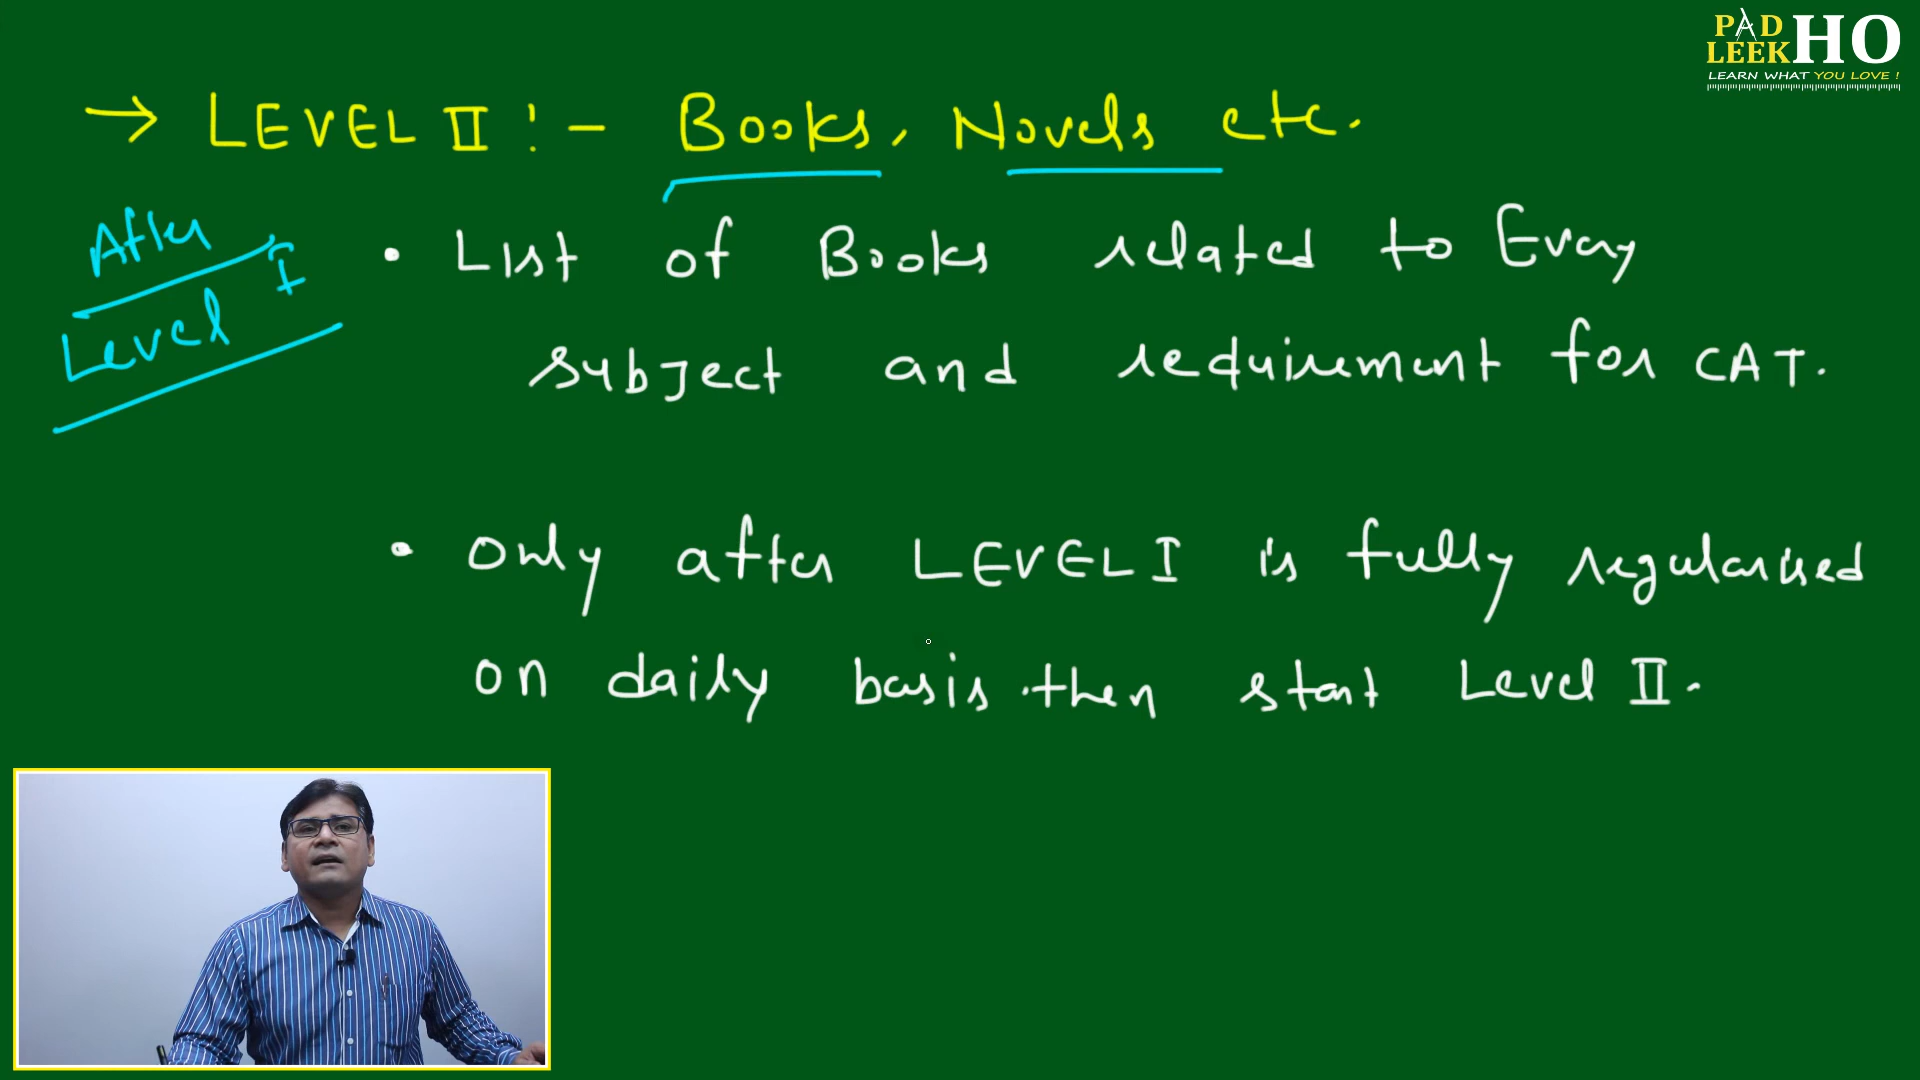 PAD
LEEK HO
LEARN WHAT YOU LOVE !
→ LEVEL II :- Books, Novels etc.
After
Level I
• List of Books related to Every
subject and requirement for CAT.
• Only after LEVEL I is fully regularised
on daily basis then start Level II.